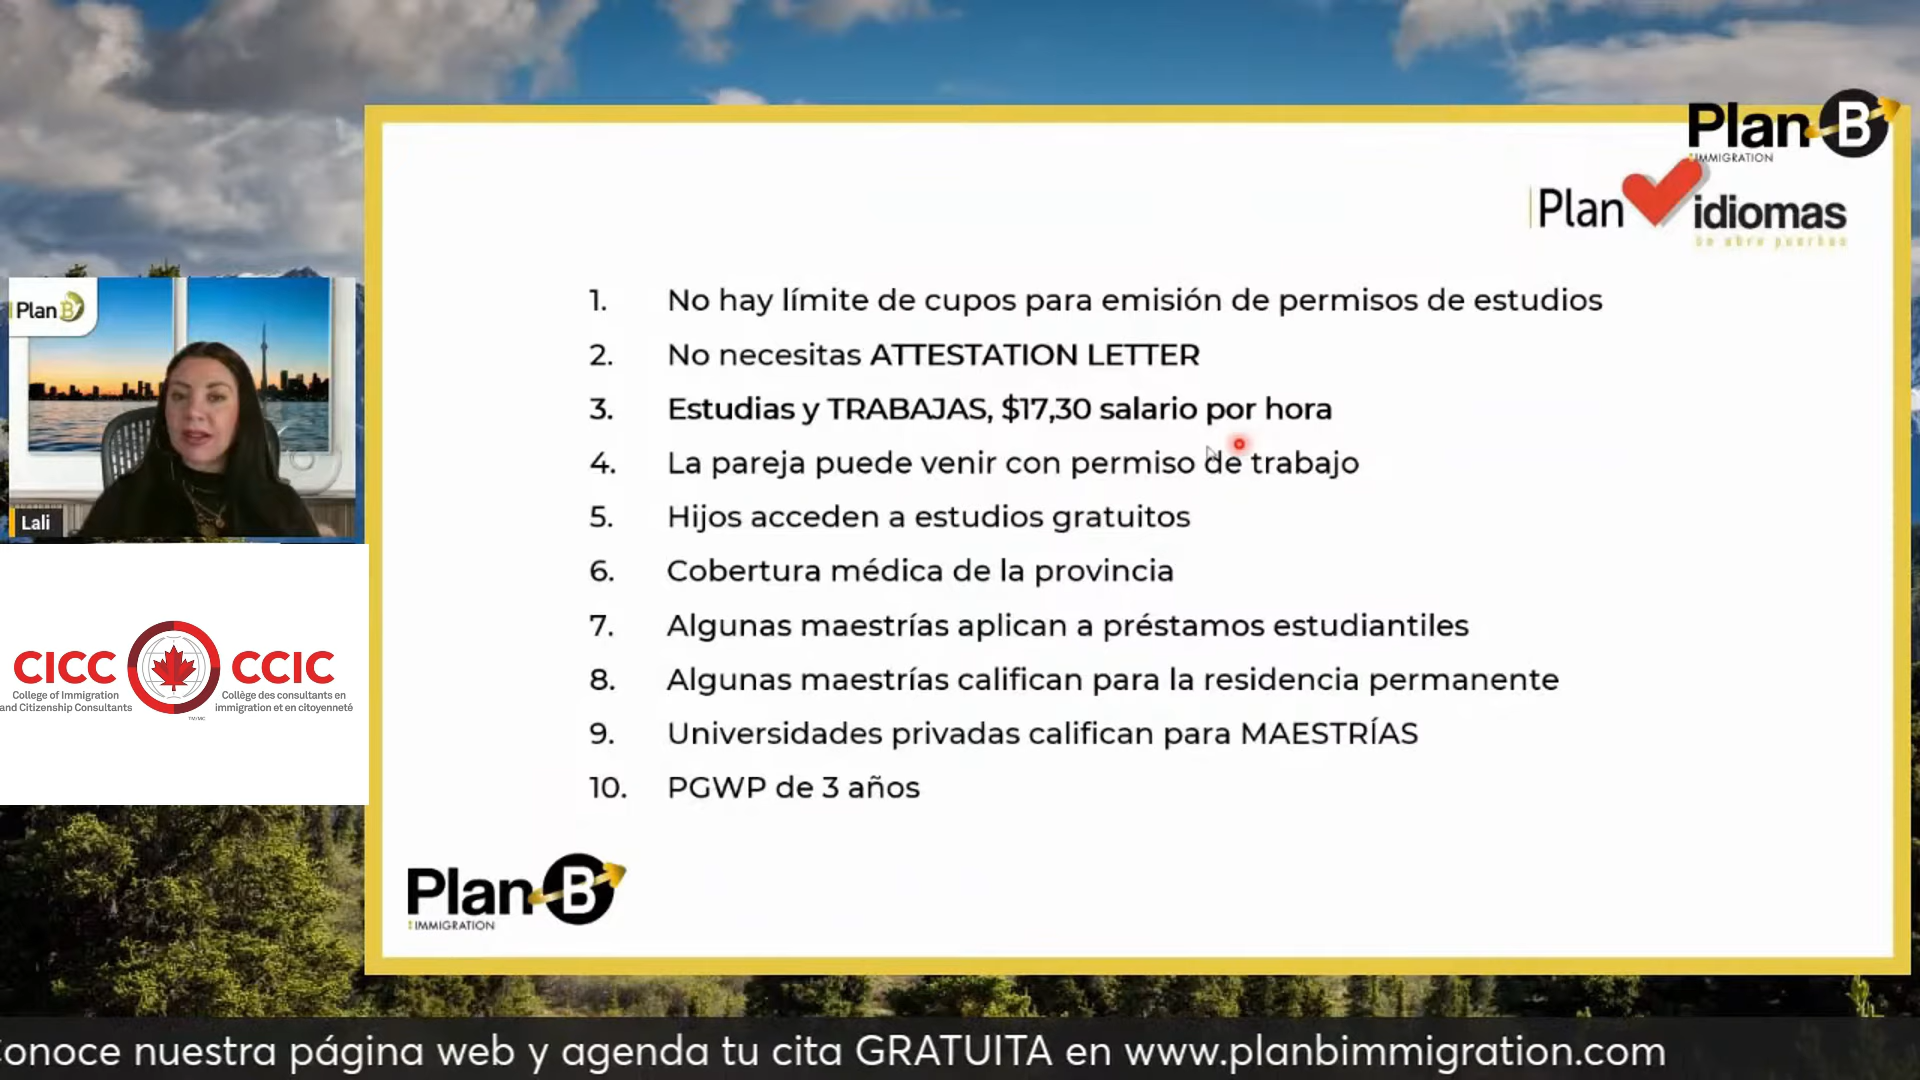 Plan B
IMMIGRATION
Plan idiomas
se abre puertas
1. No hay límite de cupos para emisión de permisos de estudios
2. No necesitas ATTESTATION LETTER
3. Estudias y TRABAJAS, $17,30 salario por hora
4. La pareja puede venir con permiso de trabajo
5. Hijos acceden a estudios gratuitos
6. Cobertura médica de la provincia
7. Algunas maestrías aplican a préstamos estudiantiles
8. Algunas maestrías califican para la residencia permanente
9. Universidades privadas califican para MAESTRÍAS
10. PGWP de 3 años
Plan B
IMMIGRATION
Plan B
Lali
CICC CCIC
College of Immigration
and Citizenship Consultants
Collège des consultants en
immigration et en citoyenneté
TM/MC
onoce nuestra página web y agenda tu cita GRATUITA en www.planbimmigration.com